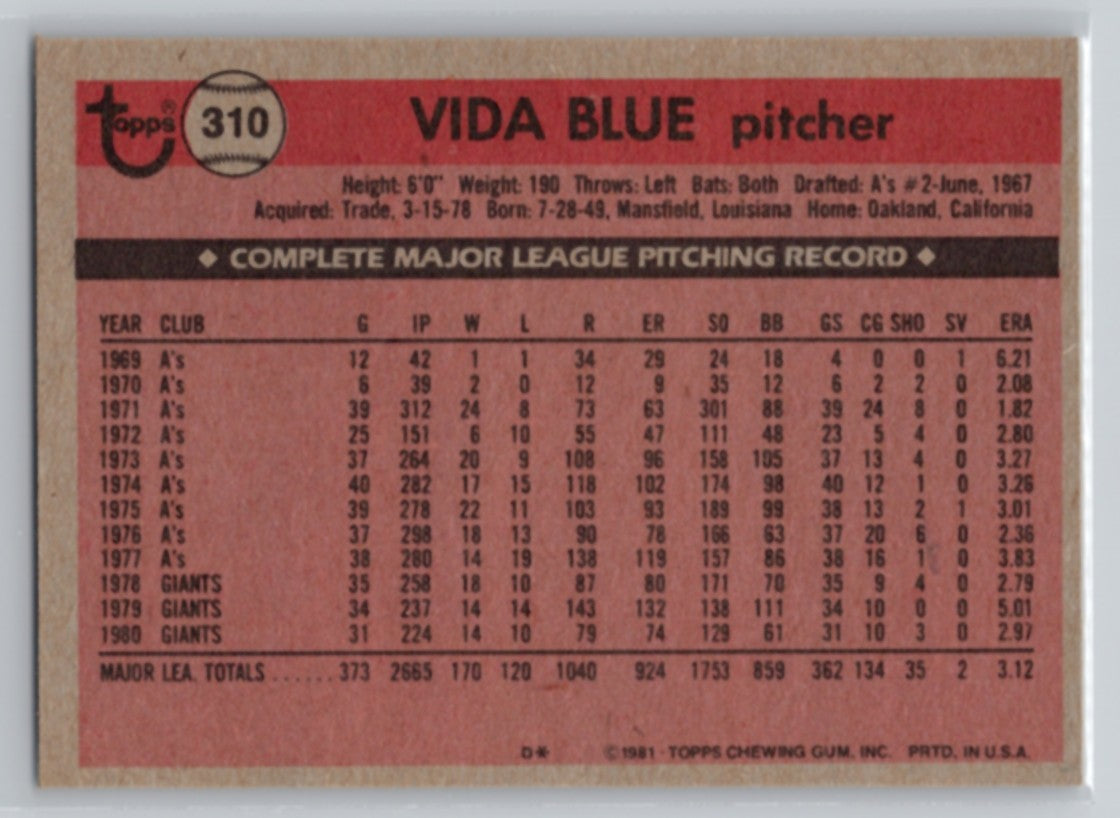 topps® 310 VIDA BLUE pitcher
Height: 6'0" Weight: 190 Throws: Left Bats: Both Drafted: A's #2-June, 1967
Acquired: Trade, 3-15-78 Born: 7-28-49, Mansfield, Louisiana Home: Oakland, California
◆ COMPLETE MAJOR LEAGUE PITCHING RECORD ◆
YEAR CLUB G IP W L R ER SO BB GS CG SHO SV ERA
1969 A's 12 42 1 1 34 29 24 18 4 0 0 1 6.21
1970 A's 6 39 2 0 12 9 35 12 6 2 2 0 2.08
1971 A's 39 312 24 8 73 63 301 88 39 24 8 0 1.82
1972 A's 25 151 6 10 55 47 111 48 23 5 4 0 2.80
1973 A's 37 264 20 9 108 96 158 105 37 13 4 0 3.27
1974 A's 40 282 17 15 118 102 174 98 40 12 1 0 3.26
1975 A's 39 278 22 11 103 93 189 99 38 13 2 1 3.01
1976 A's 37 298 18 13 90 78 166 63 37 20 6 0 2.36
1977 A's 38 280 14 19 138 119 157 86 38 16 1 0 3.83
1978 GIANTS 35 258 18 10 87 80 171 70 35 9 4 0 2.79
1979 GIANTS 34 237 14 14 143 132 138 111 34 10 0 0 5.01
1980 GIANTS 31 224 14 10 79 74 129 61 31 10 3 0 2.97
MAJOR LEA. TOTALS ...... 373 2665 170 120 1040 924 1753 859 362 134 35 2 3.12
D* ©1981 · TOPPS CHEWING GUM, INC. PRTD. IN U.S.A.